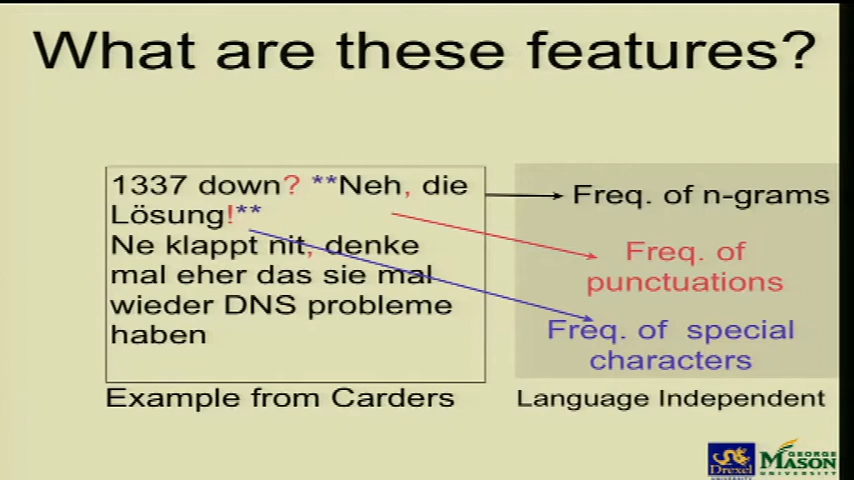 What are these features?
1337 down? **Neh, die
Lösung!**
Ne klappt nit, denke
mal eher das sie mal
wieder DNS probleme
haben
Example from Carders
Freq. of n-grams
Freq. of
punctuations
Freq. of special
characters
Language Independent
Drexel
UNIVERSITY
GEORGE
MASON
UNIVERSITY